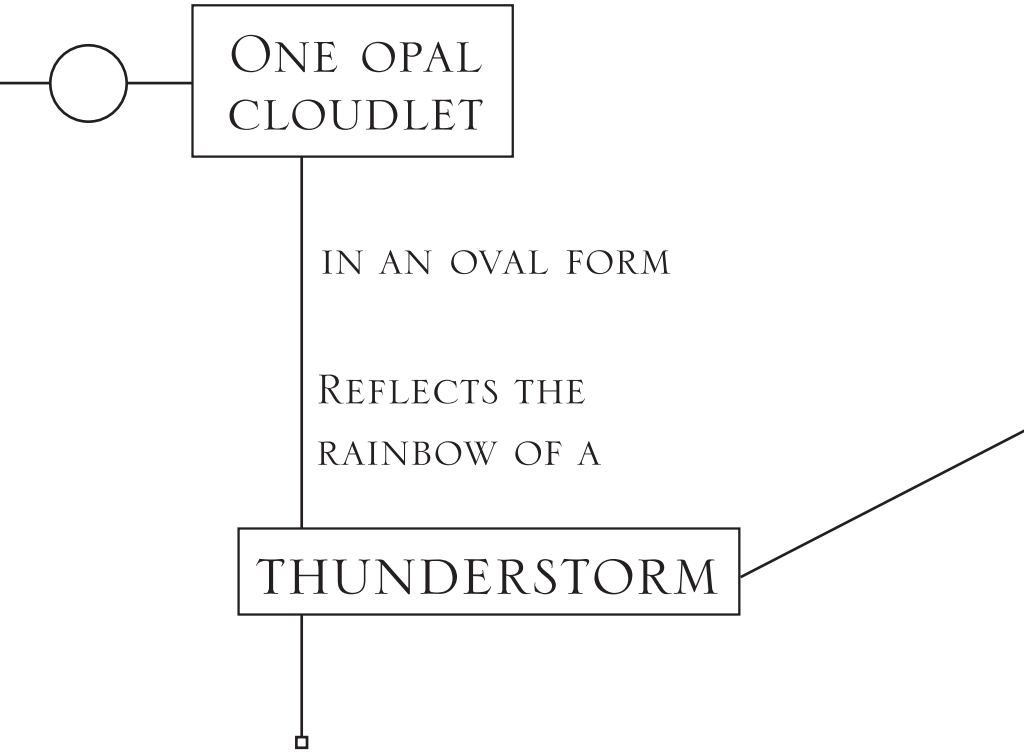 One opal
cloudlet
in an oval form
Reflects the
rainbow of a
thunderstorm